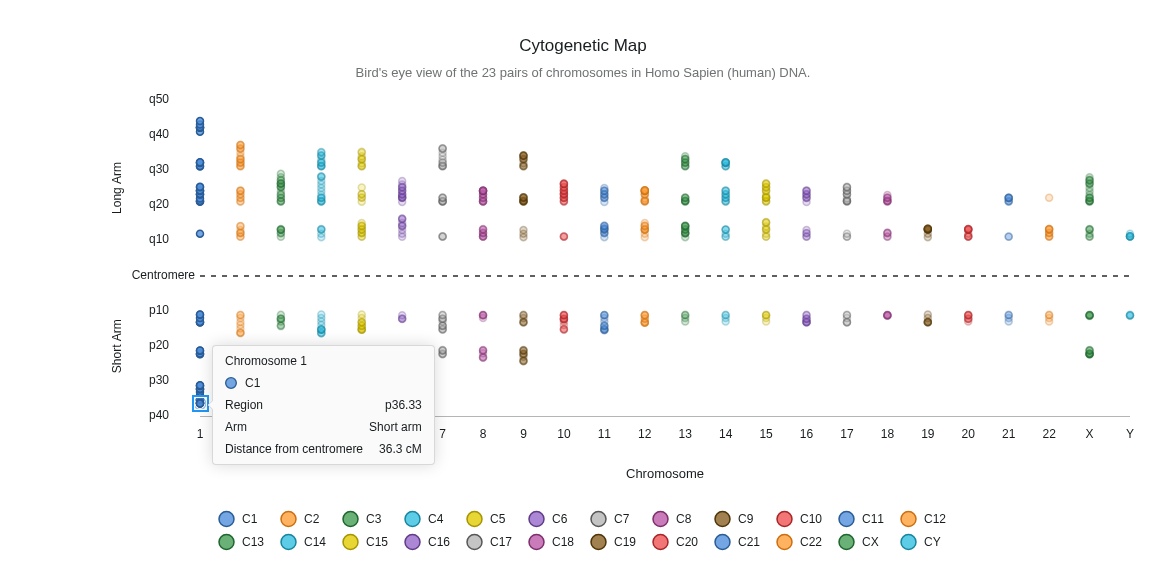 Cytogenetic Map
Bird's eye view of the 23 pairs of chromosomes in Homo Sapien (human) DNA.
Long Arm
q50
q40
q30
q20
q10
Centromere
Short Arm
p10
p20
p30
p40
Chromosome 1
C1
Region p36.33
Arm Short arm
Distance from centromere 36.3 cM
1 7 8 9 10 11 12 13 14 15 16 17 18 19 20 21 22 X Y
Chromosome
C1 C2 C3 C4 C5 C6 C7 C8 C9 C10 C11 C12
C13 C14 C15 C16 C17 C18 C19 C20 C21 C22 CX CY